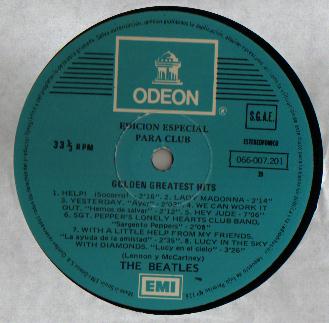 ODEON
EDICION ESPECIAL
PARA CLUB
S.G.A.E.
ESTEREOFONICO
33⅓ RPM
066-007.201
GOLDEN GREATEST HITS
1. HELP! (Socorro) - 2'16". 2. LADY MADONNA - 2'14"
3. YESTERDAY. "Ayer" - 2'03". 4. WE CAN WORK IT
OUT. "Hemos de salvar" - 2'12". 5. HEY JUDE - 7'06"
6. SGT. PEPPER'S LONELY HEARTS CLUB BAND,
"Sargento Peppers" - 2'08"
7. WITH A LITTLE HELP FROM MY FRIENDS.
"La ayuda de la amistad" - 2'35". 8. LUCY IN THE SKY
WITH DIAMONDS. "Lucy en el cielo" - 3'26"
(Lennon y McCartney)
THE BEATLES
EMI